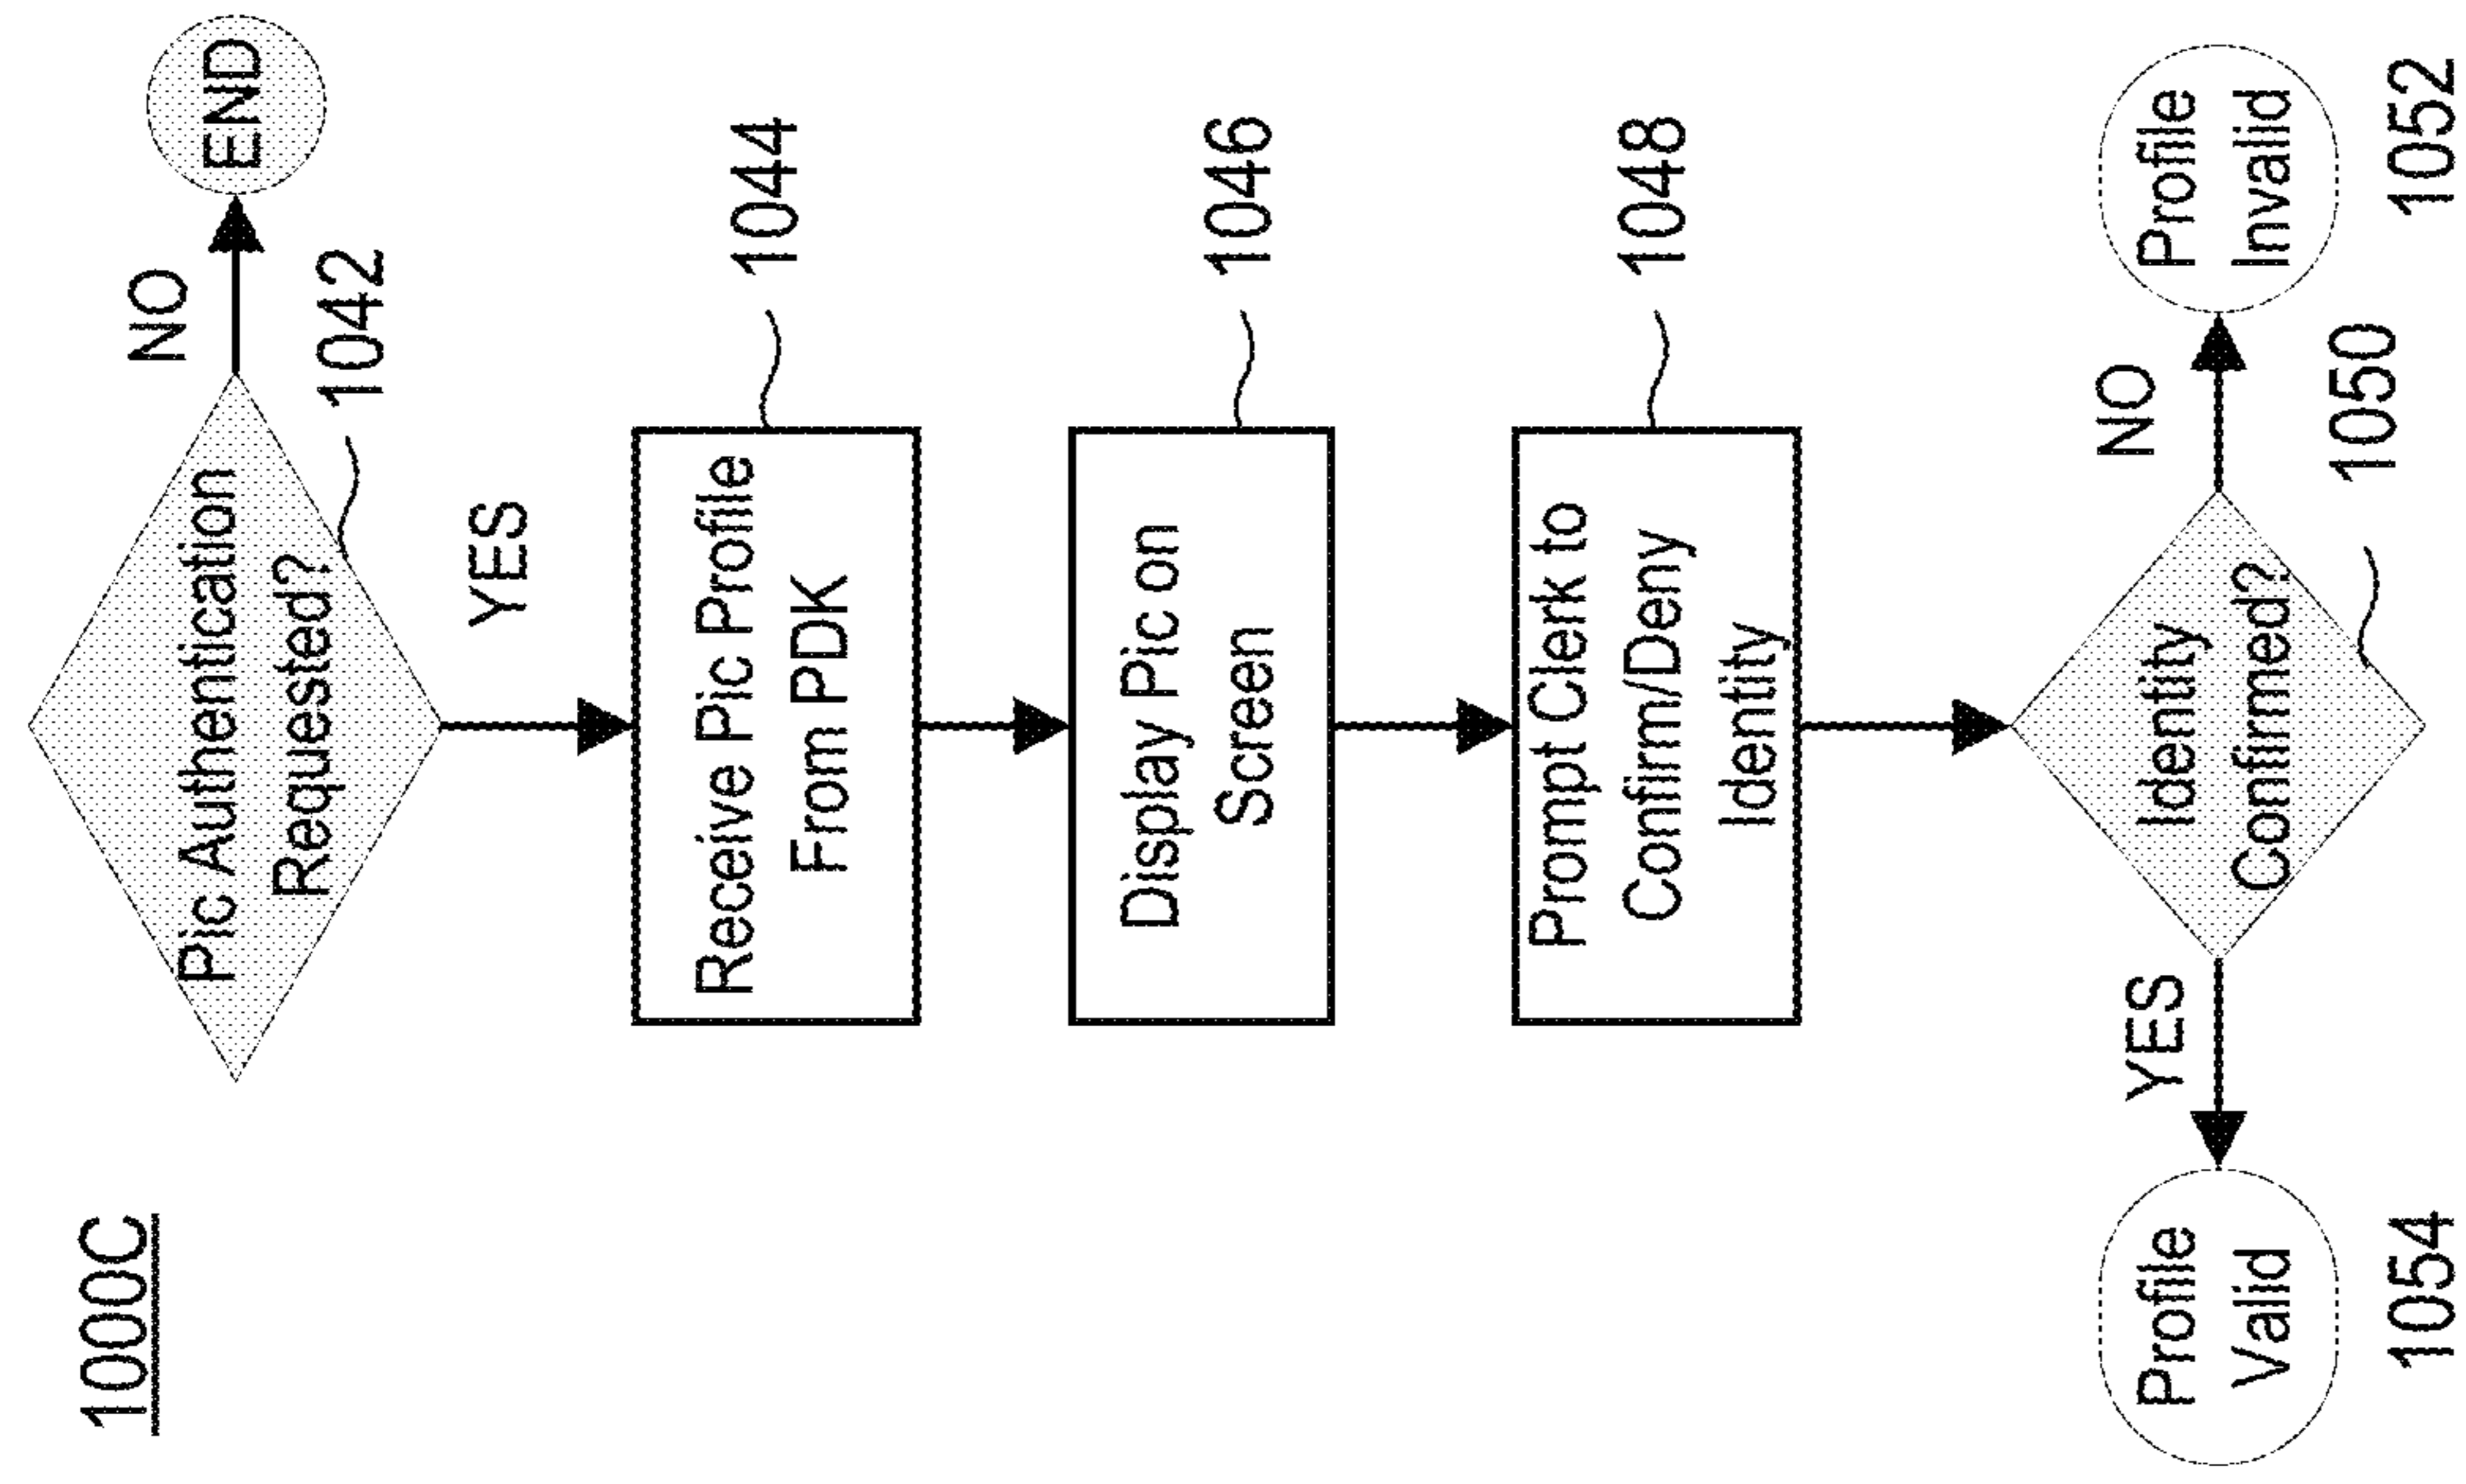 1000C
Pic Authentication
Requested?
NO
END
1042
YES
Receive Pic Profile
From PDK
1044
Display Pic on
Screen
1046
Prompt Clerk to
Confirm/Deny
Identity
1048
Identity
Confirmed?
1050
YES
NO
Profile
Valid
1054
Profile
Invalid
1052